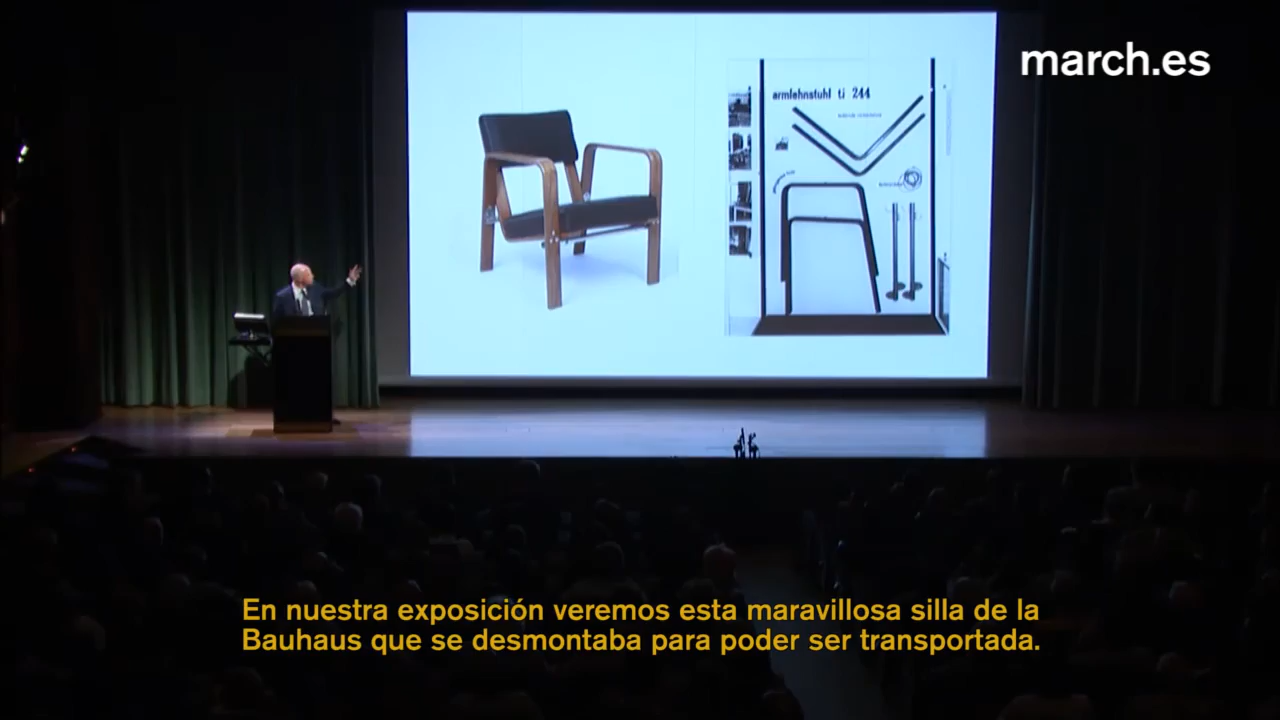 march.es
armlehnstuhl ti 244
En nuestra exposición veremos esta maravillosa silla de la
Bauhaus que se desmontaba para poder ser transportada.